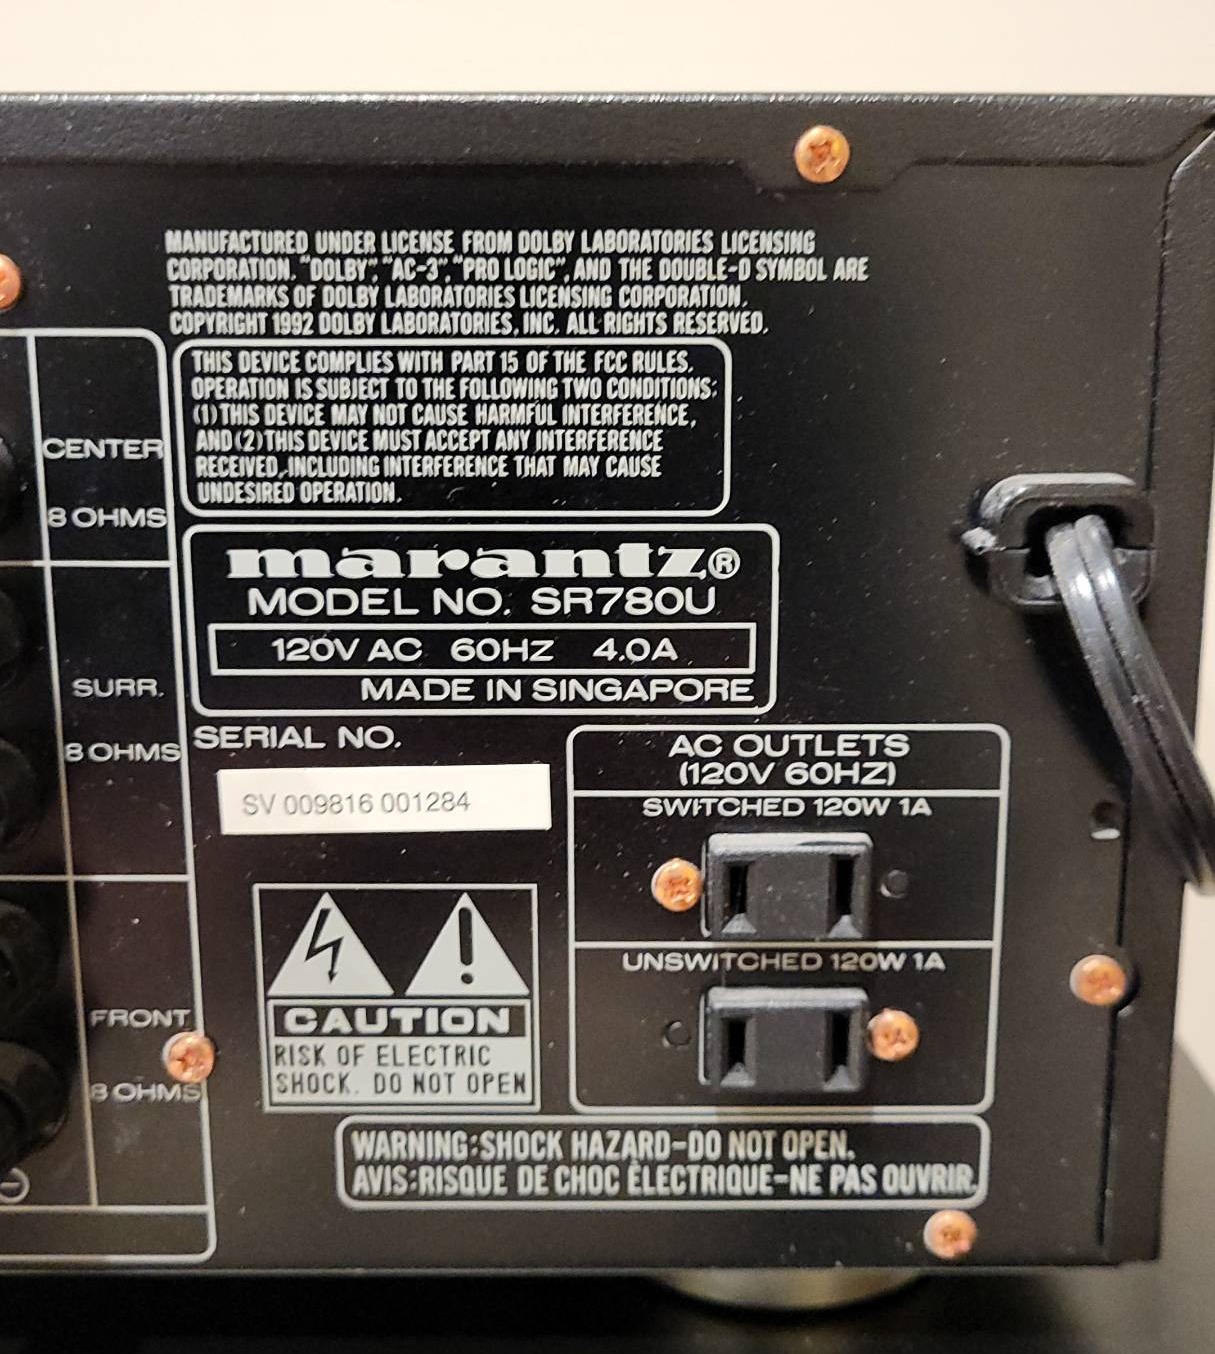 MANUFACTURED UNDER LICENSE FROM DOLBY LABORATORIES LICENSING
CORPORATION. "DOLBY", "AC-3", "PRO LOGIC", AND THE DOUBLE-D SYMBOL ARE
TRADEMARKS OF DOLBY LABORATORIES LICENSING CORPORATION.
COPYRIGHT 1992 DOLBY LABORATORIES, INC. ALL RIGHTS RESERVED.
THIS DEVICE COMPLIES WITH PART 15 OF THE FCC RULES.
OPERATION IS SUBJECT TO THE FOLLOWING TWO CONDITIONS:
(1) THIS DEVICE MAY NOT CAUSE HARMFUL INTERFERENCE,
AND (2) THIS DEVICE MUST ACCEPT ANY INTERFERENCE
RECEIVED, INCLUDING INTERFERENCE THAT MAY CAUSE
UNDESIRED OPERATION.
CENTER
8 OHMS
marantz®
MODEL NO. SR780U
120V AC 60HZ 4.0A
MADE IN SINGAPORE
SURR.
8 OHMS
SERIAL NO.
SV 009816 001284
AC OUTLETS
(120V 60HZ)
SWITCHED 120W 1A
UNSWITCHED 120W 1A
CAUTION
RISK OF ELECTRIC
SHOCK. DO NOT OPEN
FRONT
8 OHMS
WARNING:SHOCK HAZARD-DO NOT OPEN.
AVIS:RISQUE DE CHOC ÉLECTRIQUE-NE PAS OUVRIR.